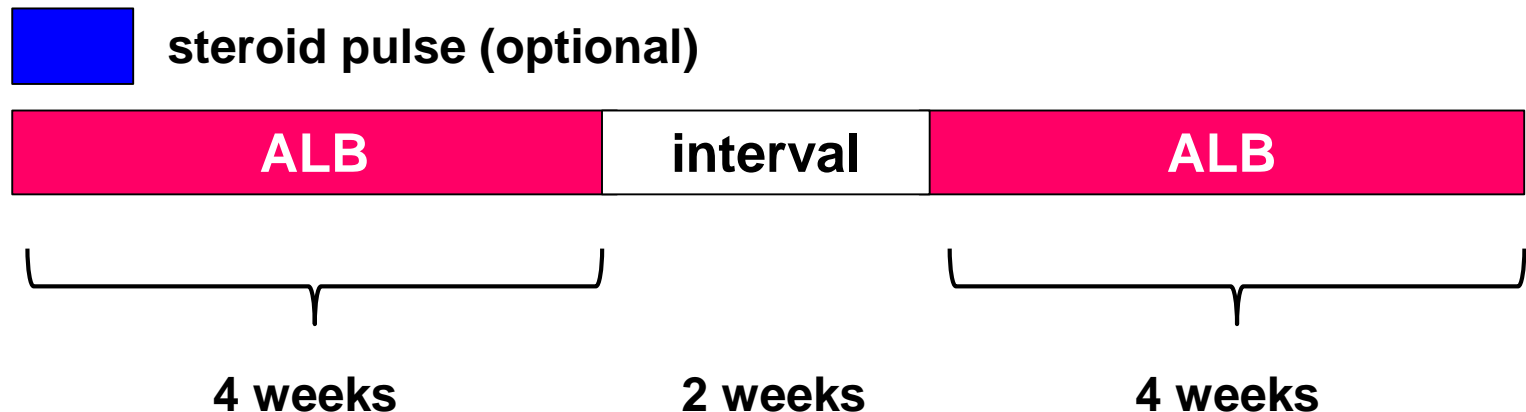 steroid pulse (optional)
ALB interval ALB
4 weeks 2 weeks 4 weeks